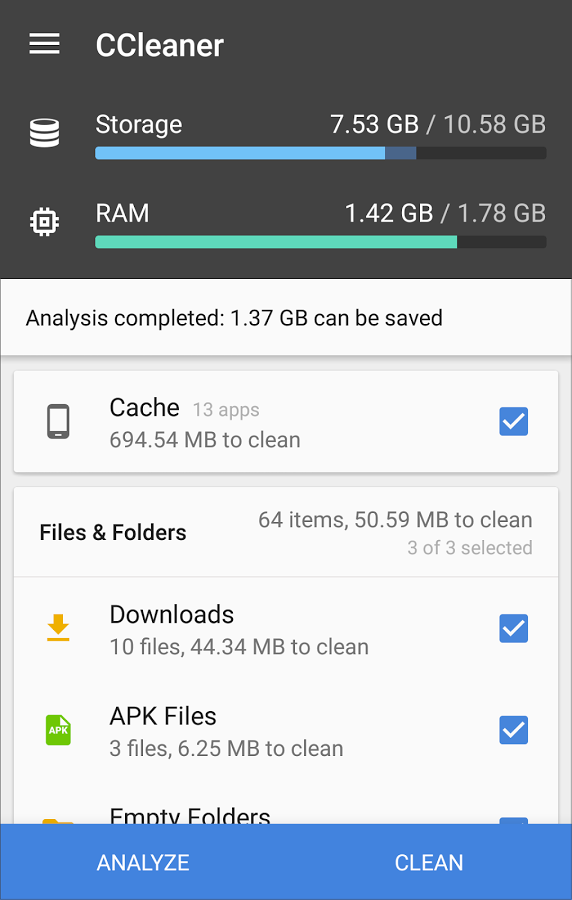 CCleaner
Storage 7.53 GB / 10.58 GB
RAM 1.42 GB / 1.78 GB
Analysis completed: 1.37 GB can be saved
Cache 13 apps
694.54 MB to clean
Files & Folders 64 items, 50.59 MB to clean
3 of 3 selected
Downloads
10 files, 44.34 MB to clean
APK
APK Files
3 files, 6.25 MB to clean
Empty Folders
ANALYZE CLEAN